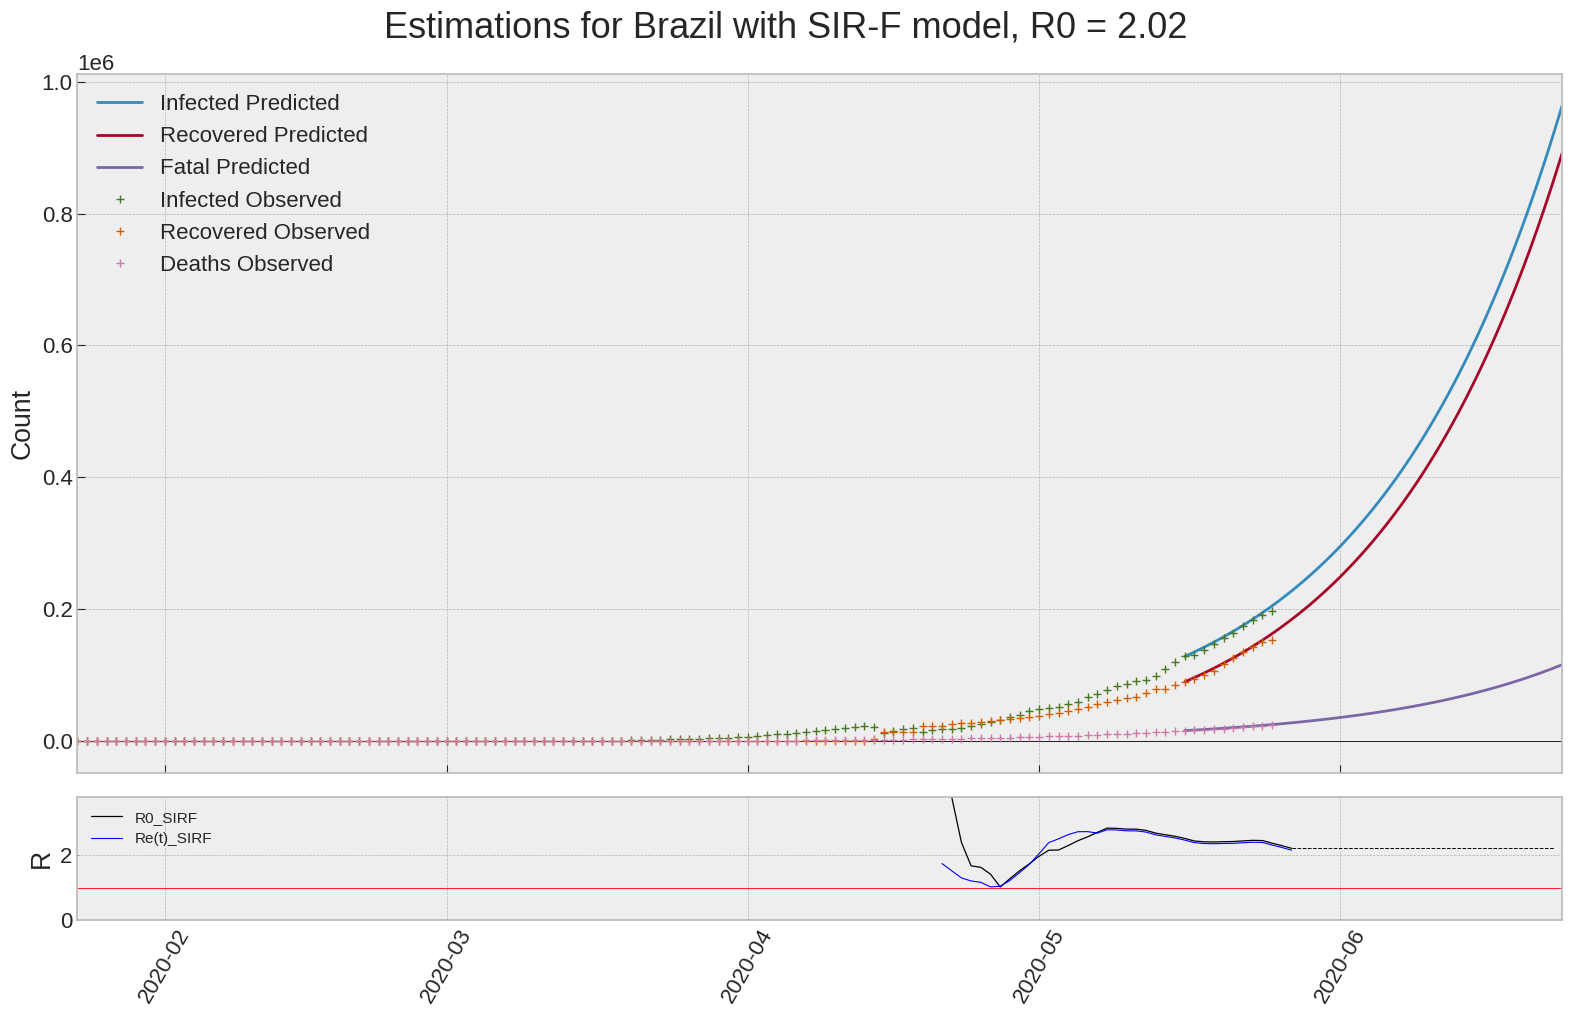 Estimations for Brazil with SIR-F model, R0 = 2.02
1e6
1.0
0.8
0.6
0.4
0.2
0.0
Count
Infected Predicted
Recovered Predicted
Fatal Predicted
Infected Observed
Recovered Observed
Deaths Observed
R0_SIRF
Re(t)_SIRF
R
2
0
2020-02
2020-03
2020-04
2020-05
2020-06